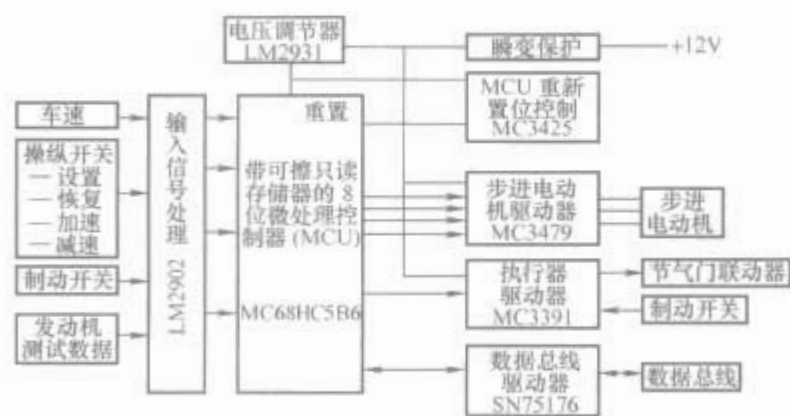 电压调节器
LM2931
瞬变保护
+12V
MCU 重新
置位控制
MC3425
车速
操纵开关
— 设置
— 恢复
— 加速
— 减速
制动开关
发动机
测试数据
输入信号处理 LM2902
重置
带可擦只读
存储器的 8
位微处理控
制器 (MCU)
MC68HC5B6
步进电动
机驱动器
MC3479
步进
电动机
执行器
驱动器
MC3391
节气门联动器
制动开关
数据总线
驱动器
SN75176
数据总线